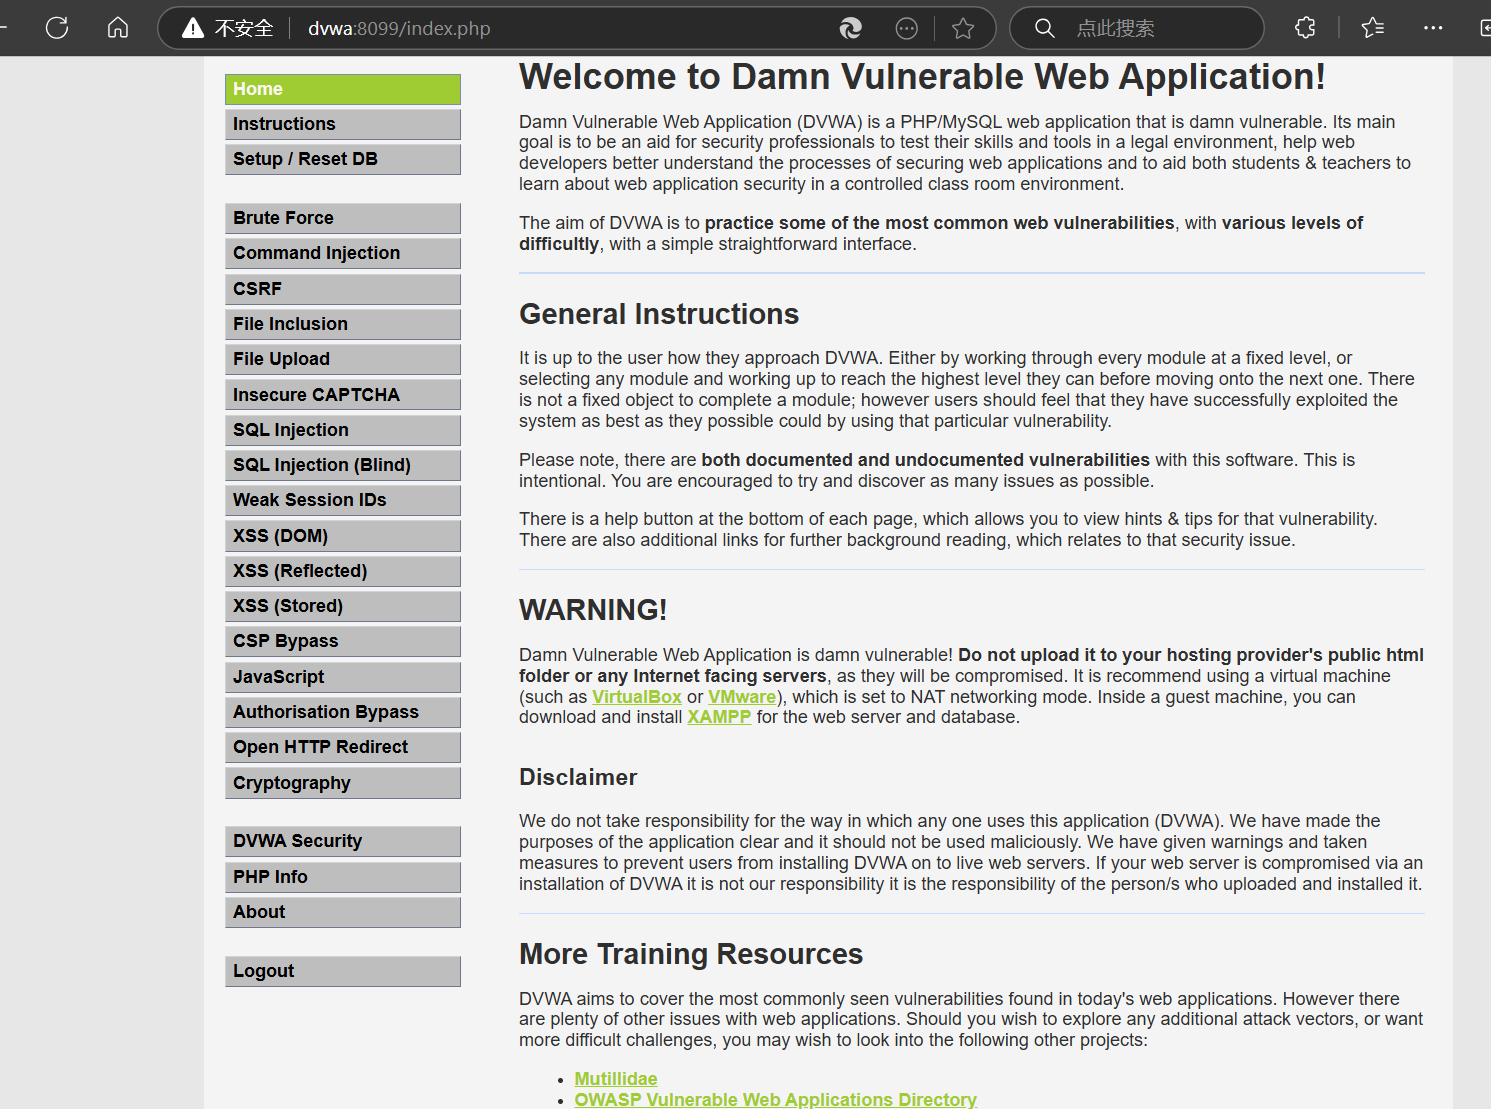 不安全 dvwa:8099/index.php 点此搜索
Home
Instructions
Setup / Reset DB
Brute Force
Command Injection
CSRF
File Inclusion
File Upload
Insecure CAPTCHA
SQL Injection
SQL Injection (Blind)
Weak Session IDs
XSS (DOM)
XSS (Reflected)
XSS (Stored)
CSP Bypass
JavaScript
Authorisation Bypass
Open HTTP Redirect
Cryptography
DVWA Security
PHP Info
About
Logout
Welcome to Damn Vulnerable Web Application!
Damn Vulnerable Web Application (DVWA) is a PHP/MySQL web application that is damn vulnerable. Its main
goal is to be an aid for security professionals to test their skills and tools in a legal environment, help web
developers better understand the processes of securing web applications and to aid both students & teachers to
learn about web application security in a controlled class room environment.
The aim of DVWA is to practice some of the most common web vulnerabilities, with various levels of
difficultly, with a simple straightforward interface.
General Instructions
It is up to the user how they approach DVWA. Either by working through every module at a fixed level, or
selecting any module and working up to reach the highest level they can before moving onto the next one. There
is not a fixed object to complete a module; however users should feel that they have successfully exploited the
system as best as they possible could by using that particular vulnerability.
Please note, there are both documented and undocumented vulnerabilities with this software. This is
intentional. You are encouraged to try and discover as many issues as possible.
There is a help button at the bottom of each page, which allows you to view hints & tips for that vulnerability.
There are also additional links for further background reading, which relates to that security issue.
WARNING!
Damn Vulnerable Web Application is damn vulnerable! Do not upload it to your hosting provider's public html
folder or any Internet facing servers, as they will be compromised. It is recommend using a virtual machine
(such as VirtualBox or VMware), which is set to NAT networking mode. Inside a guest machine, you can
download and install XAMPP for the web server and database.
Disclaimer
We do not take responsibility for the way in which any one uses this application (DVWA). We have made the
purposes of the application clear and it should not be used maliciously. We have given warnings and taken
measures to prevent users from installing DVWA on to live web servers. If your web server is compromised via an
installation of DVWA it is not our responsibility it is the responsibility of the person/s who uploaded and installed it.
More Training Resources
DVWA aims to cover the most commonly seen vulnerabilities found in today's web applications. However there
are plenty of other issues with web applications. Should you wish to explore any additional attack vectors, or want
more difficult challenges, you may wish to look into the following other projects:
• Mutillidae
• OWASP Vulnerable Web Applications Directory